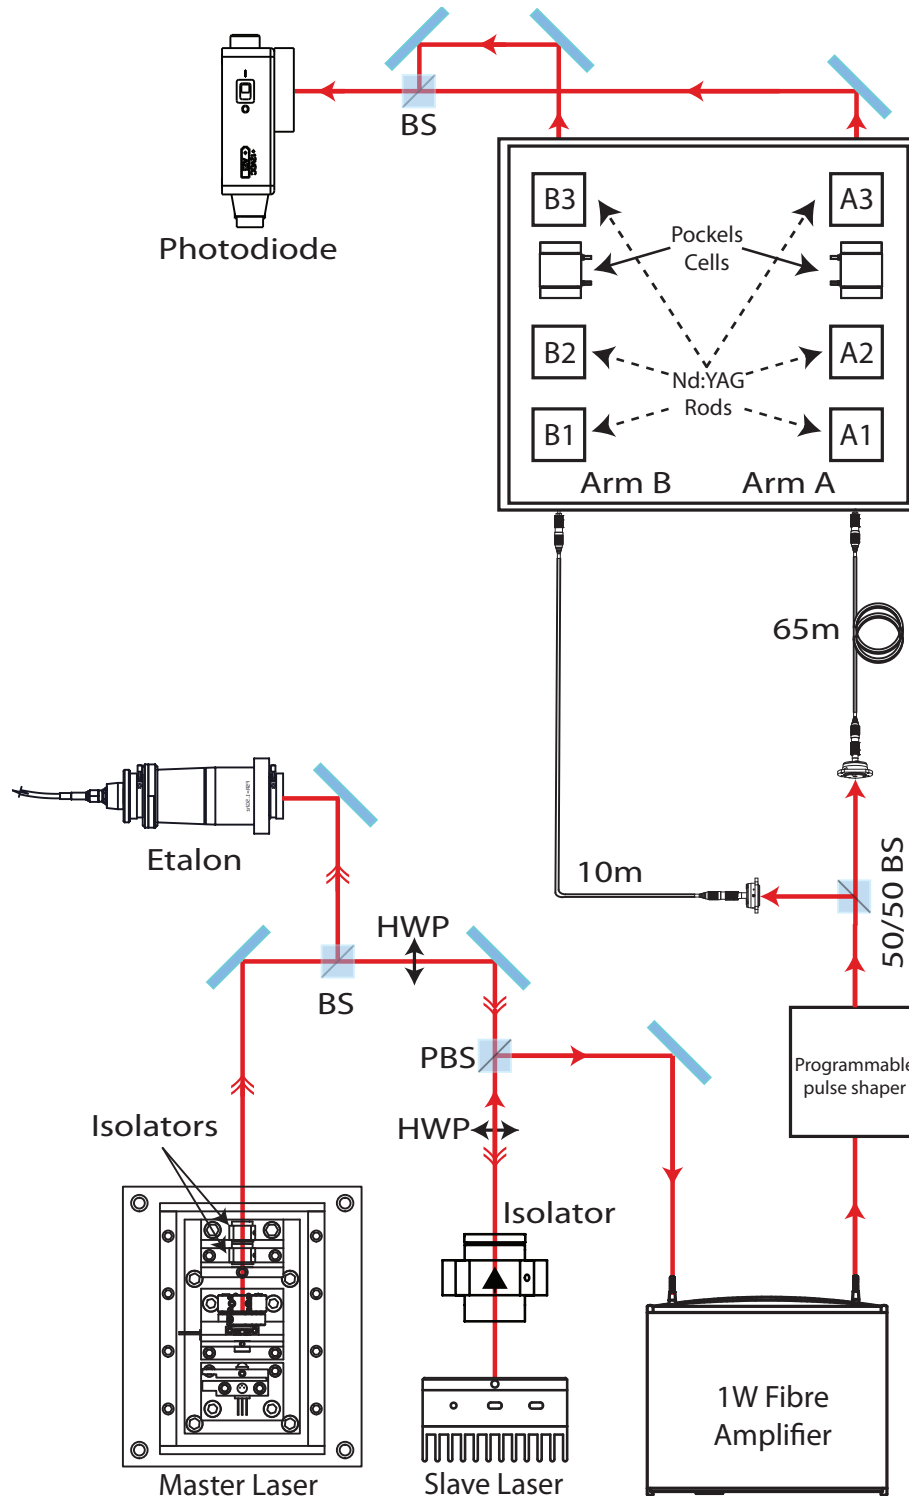 BS
Photodiode
B3
A3
Pockels
Cells
B2
A2
Nd:YAG
Rods
B1
A1
Arm B
Arm A
65m
Etalon
10m
50/50 BS
HWP
BS
PBS
Programmable
pulse shaper
HWP
Isolators
Isolator
1W Fibre
Amplifier
Master Laser
Slave Laser